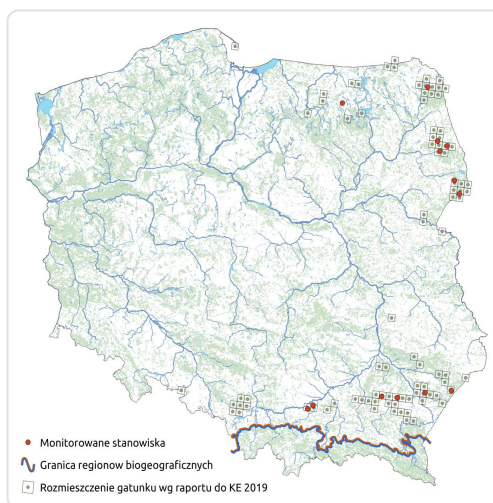 Monitorowane stanowiska
Granica regionow biogeograficznych
Rozmieszczenie gatunku wg raportu do KE 2019